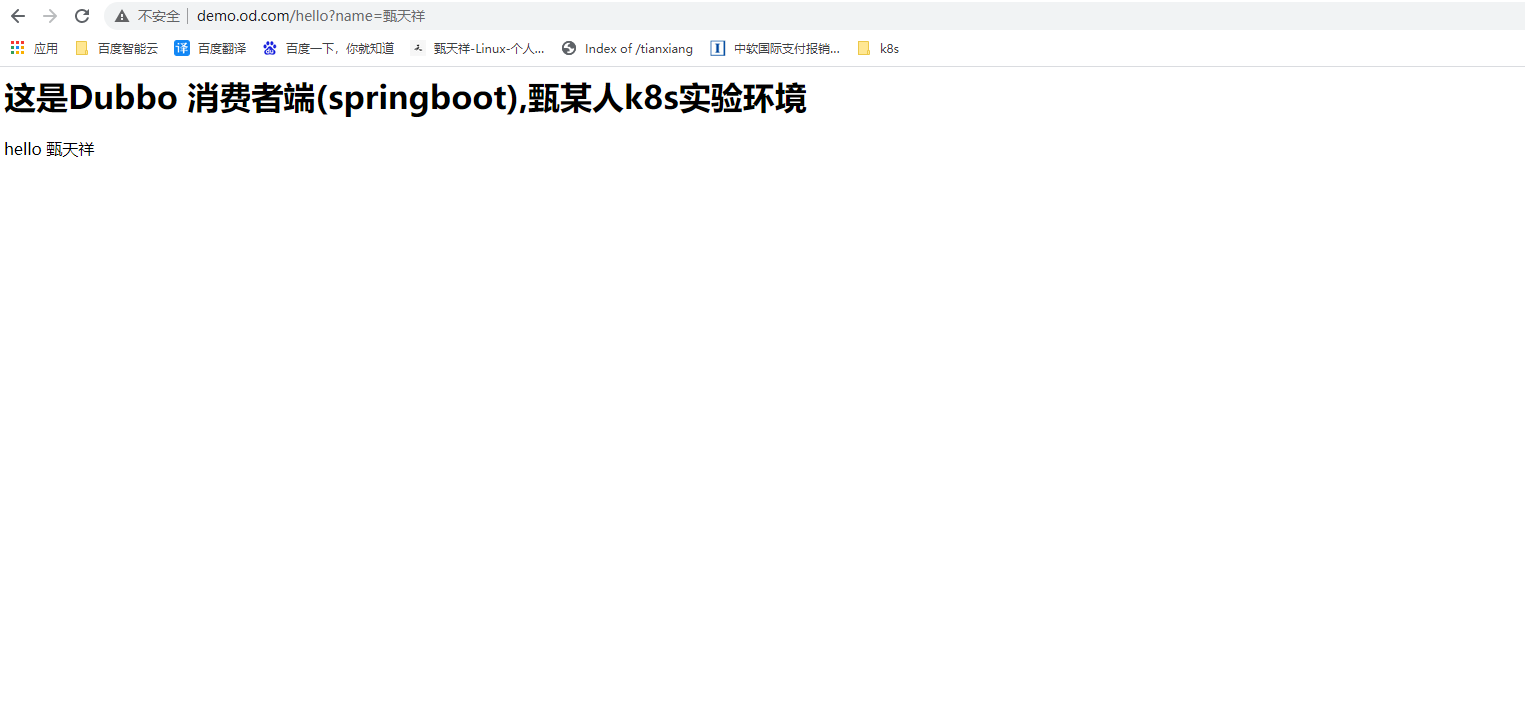 不安全 demo.od.com/hello?name=甄天祥
应用 百度智能云 译 百度翻译 百度一下，你就知道 甄天祥-Linux-个人... Index of /tianxiang 中软国际支付报销... k8s
这是Dubbo 消费者端(springboot),甄某人k8s实验环境
hello 甄天祥